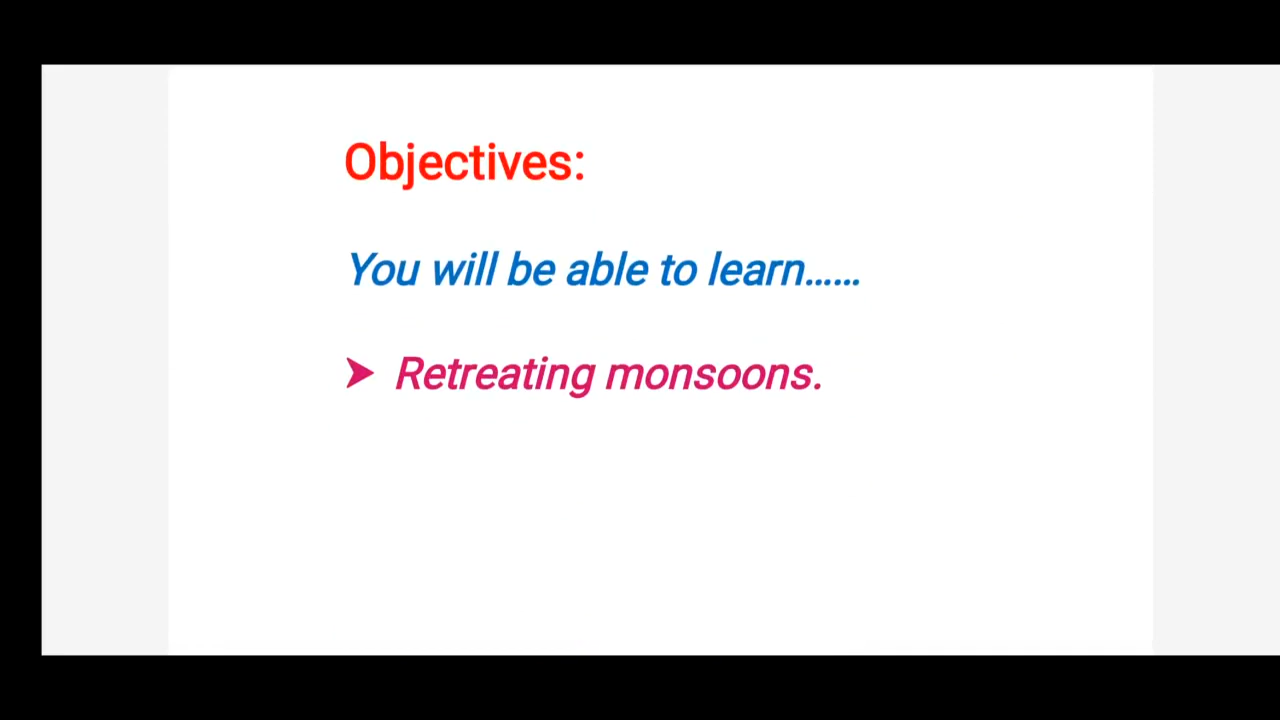 Objectives:
You will be able to learn......
➤ Retreating monsoons.